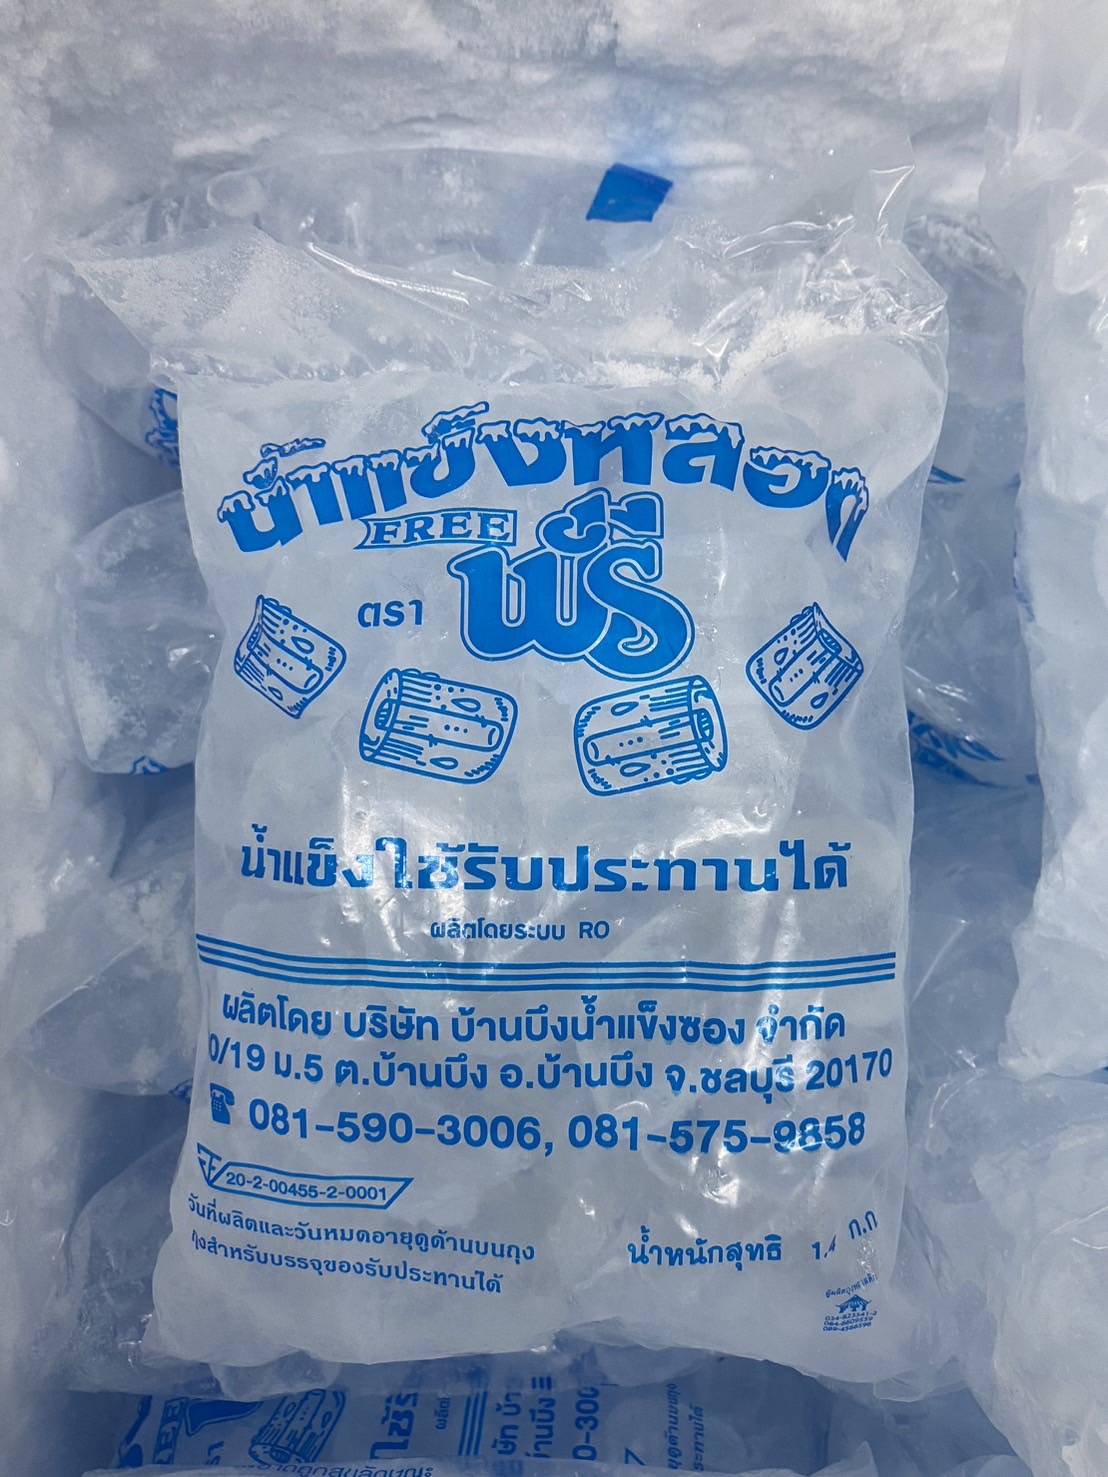 น้ำแข็งหลอด
FREE
ตรา ฟรี
น้ำแข็งใช้รับประทานได้
ผลิตโดยระบบ RO
ผลิตโดย บริษัท บ้านบึงน้ำแข็งซอง จำกัด
0/19 ม.5 ต.บ้านบึง อ.บ้านบึง จ.ชลบุรี 20170
081-590-3006, 081-575-9858
20-2-00455-2-0001
วันที่ผลิตและวันหมดอายุดูด้านบนถุง
ถุงสำหรับบรรจุของรับประทานได้
น้ำหนักสุทธิ 1.4 ก.ก